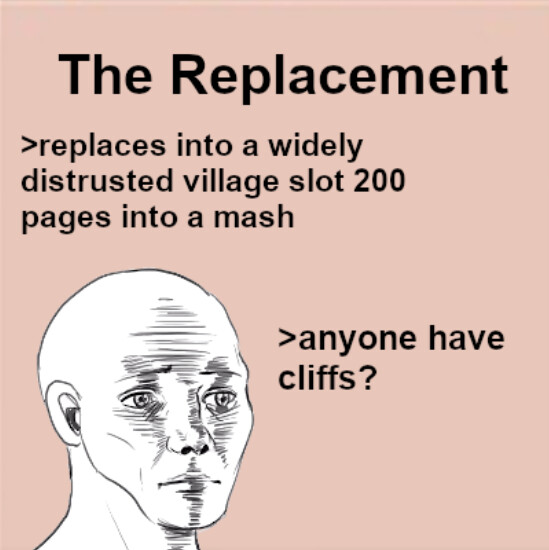 The Replacement
>replaces into a widely
distrusted village slot 200
pages into a mash
>anyone have
cliffs?